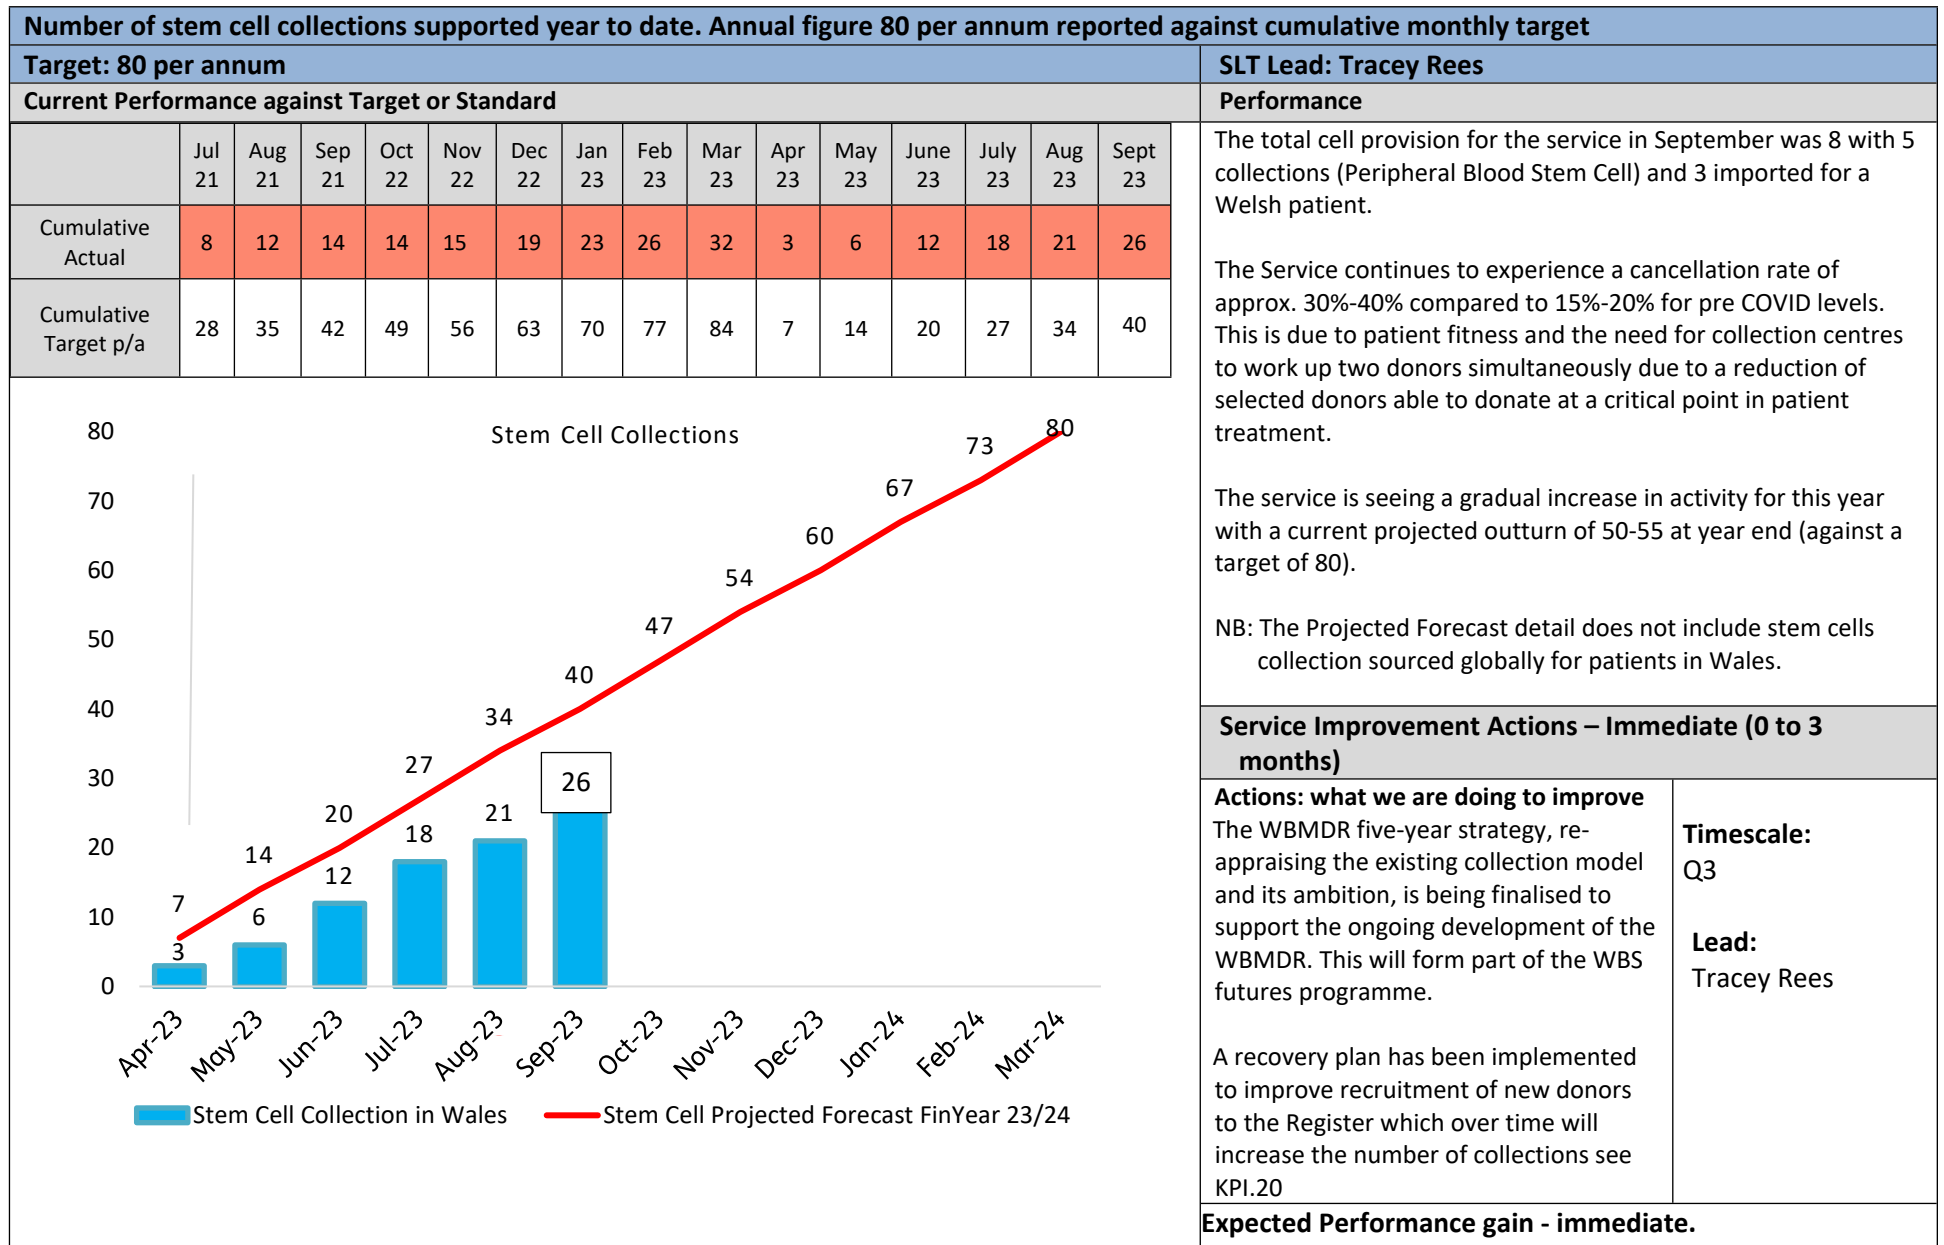 Number of stem cell collections supported year to date. Annual figure 80 per annum reported against cumulative monthly target
Target: 80 per annum
SLT Lead: Tracey Rees
Current Performance against Target or Standard
Performance
Jul 21 Aug 21 Sep 21 Oct 22 Nov 22 Dec 22 Jan 23 Feb 23 Mar 23 Apr 23 May 23 June 23 July 23 Aug 23 Sept 23
Cumulative Actual 8 12 14 14 15 19 23 26 32 3 6 12 18 21 26
Cumulative Target p/a 28 35 42 49 56 63 70 77 84 7 14 20 27 34 40
Stem Cell Collections
80
70
60
50
40
30
20
10
0
7 14 20 27 34 40 47 54 60 67 73 80
3 6 12 18 21 26
Apr-23 May-23 Jun-23 Jul-23 Aug-23 Sep-23 Oct-23 Nov-23 Dec-23 Jan-24 Feb-24 Mar-24
Stem Cell Collection in Wales Stem Cell Projected Forecast FinYear 23/24
The total cell provision for the service in September was 8 with 5
collections (Peripheral Blood Stem Cell) and 3 imported for a
Welsh patient.
The Service continues to experience a cancellation rate of
approx. 30%-40% compared to 15%-20% for pre COVID levels.
This is due to patient fitness and the need for collection centres
to work up two donors simultaneously due to a reduction of
selected donors able to donate at a critical point in patient
treatment.
The service is seeing a gradual increase in activity for this year
with a current projected outturn of 50-55 at year end (against a
target of 80).
NB: The Projected Forecast detail does not include stem cells
collection sourced globally for patients in Wales.
Service Improvement Actions – Immediate (0 to 3
months)
Actions: what we are doing to improve
The WBMDR five-year strategy, re-
appraising the existing collection model
and its ambition, is being finalised to
support the ongoing development of the
WBMDR. This will form part of the WBS
futures programme.
A recovery plan has been implemented
to improve recruitment of new donors
to the Register which over time will
increase the number of collections see
KPI.20
Timescale:
Q3
Lead:
Tracey Rees
Expected Performance gain - immediate.